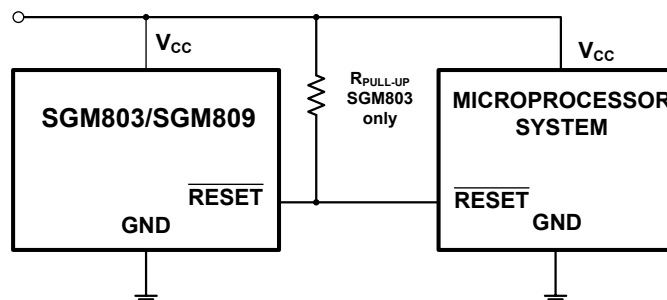 VCC
VCC
RPULL-UP
SGM803
only
SGM803/SGM809
MICROPROCESSOR
SYSTEM
RESET
RESET
GND
GND